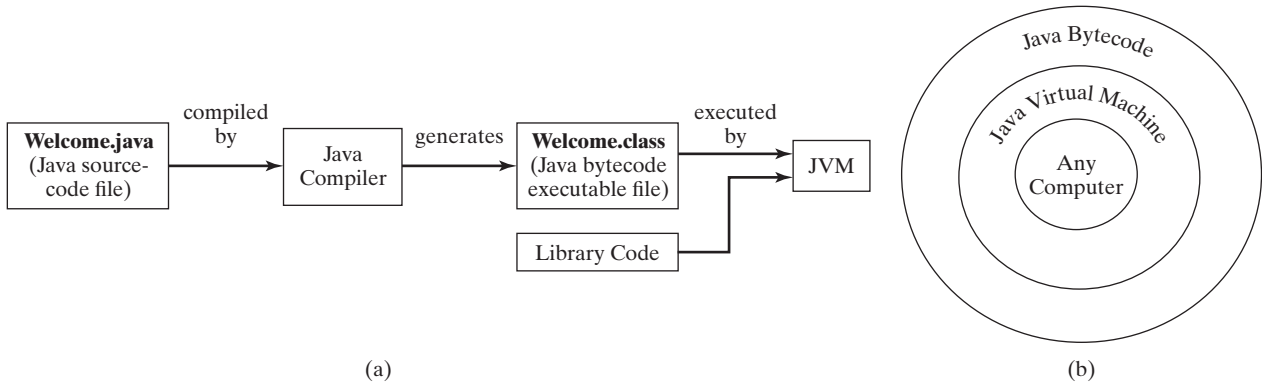 Welcome.java
(Java source-
code file)
compiled
by
Java
Compiler
generates
Welcome.class
(Java bytecode
executable file)
executed
by
JVM
Library Code
(a)
Java Bytecode
Java Virtual Machine
Any
Computer
(b)